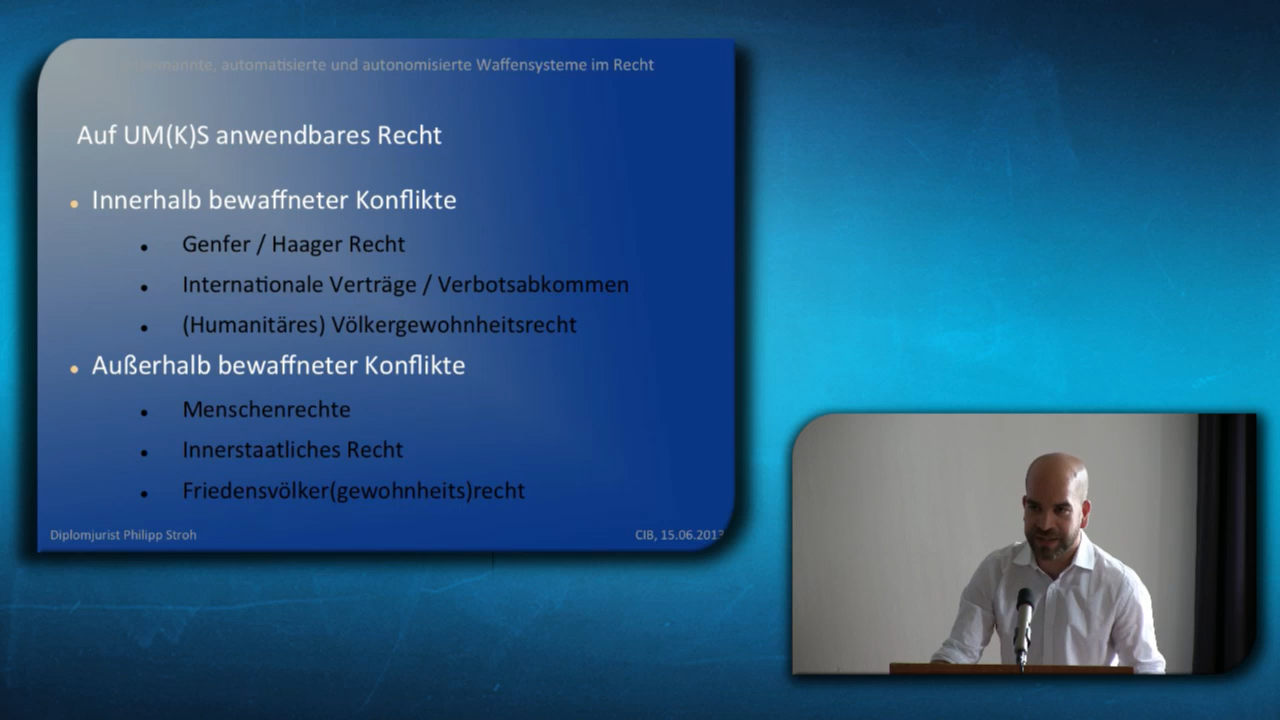 automatisierte und autonomisierte Waffensysteme im Recht
Auf UM(K)S anwendbares Recht
• Innerhalb bewaffneter Konflikte
• Genfer / Haager Recht
• Internationale Verträge / Verbotsabkommen
• (Humanitäres) Völkergewohnheitsrecht
• Außerhalb bewaffneter Konflikte
• Menschenrechte
• Innerstaatliches Recht
• Friedensvölker(gewohnheits)recht
Diplomjurist Philipp Stroh
CIB, 15.06.2013